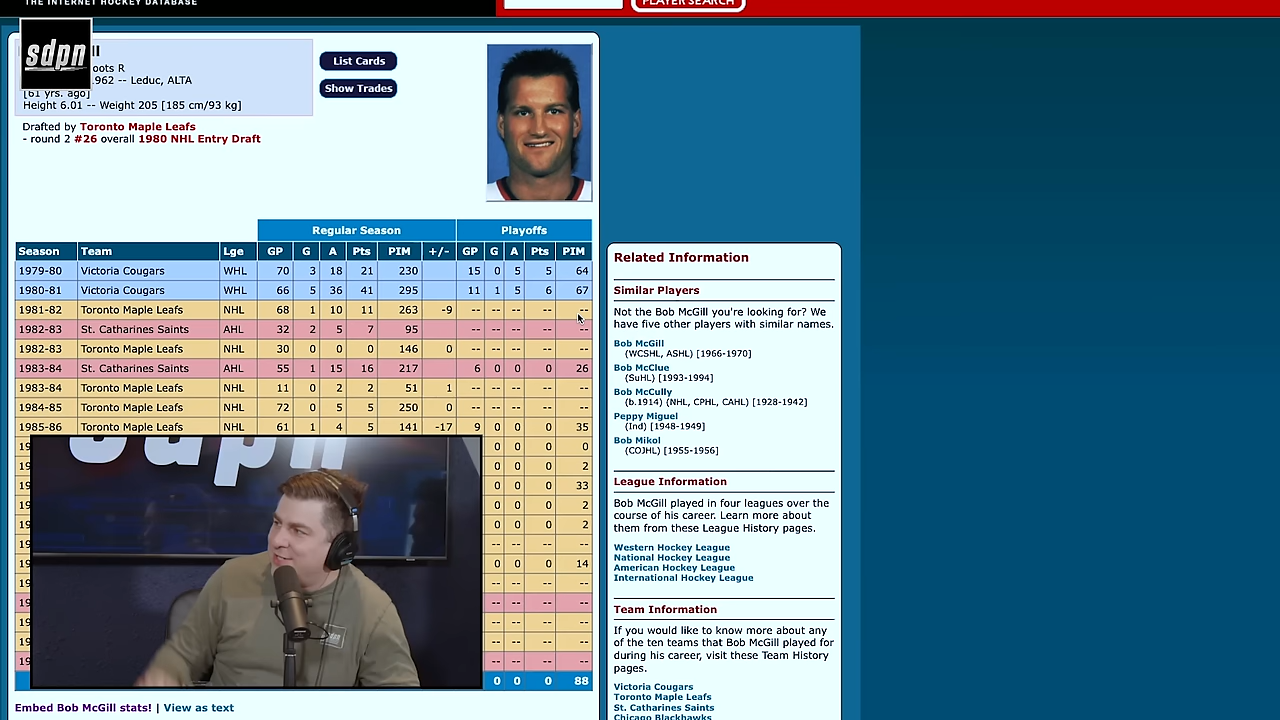 THE INTERNET HOCKEY DATABASE
PLAYER SEARCH
sdpn
oots R
962 -- Leduc, ALTA
[61 yrs. ago]
Height 6.01 -- Weight 205 [185 cm/93 kg]
List Cards
Show Trades
Drafted by Toronto Maple Leafs
- round 2 #26 overall 1980 NHL Entry Draft
Regular Season Playoffs
Season Team Lge GP G A Pts PIM +/- GP G A Pts PIM
1979-80 Victoria Cougars WHL 70 3 18 21 230 15 0 5 5 64
1980-81 Victoria Cougars WHL 66 5 36 41 295 11 1 5 6 67
1981-82 Toronto Maple Leafs NHL 68 1 10 11 263 -9 -- -- -- -- --
1982-83 St. Catharines Saints AHL 32 2 5 7 95 -- -- -- -- --
1982-83 Toronto Maple Leafs NHL 30 0 0 0 146 0 -- -- -- -- --
1983-84 St. Catharines Saints AHL 55 1 15 16 217 6 0 0 0 26
1983-84 Toronto Maple Leafs NHL 11 0 2 2 51 1 -- -- -- -- --
1984-85 Toronto Maple Leafs NHL 72 0 5 5 250 0 -- -- -- -- --
1985-86 Toronto Maple Leafs NHL 61 1 4 5 141 -17 9 0 0 0 35
19 0 0 0 0
19 0 0 0 2
19 0 0 0 33
19 0 0 0 2
19 0 0 0 2
19 -- -- -- --
19 0 0 0 14
19 -- -- -- --
19 -- -- -- --
19 -- -- -- --
19 -- -- -- --
19 -- -- -- --
0 0 0 88
sdpn
sdpn
Embed Bob McGill stats! | View as text
Related Information
Similar Players
Not the Bob McGill you're looking for? We
have five other players with similar names.
Bob McGill
(WCSHL, ASHL) [1966-1970]
Bob McClue
(SuHL) [1993-1994]
Bob McCully
(b.1914) (NHL, CPHL, CAHL) [1928-1942]
Peppy Miguel
(Ind) [1948-1949]
Bob Mikol
(COJHL) [1955-1956]
League Information
Bob McGill played in four leagues over the
course of his career. Learn more about
them from these League History pages.
Western Hockey League
National Hockey League
American Hockey League
International Hockey League
Team Information
If you would like to know more about any
of the ten teams that Bob McGill played for
during his career, visit these Team History
pages.
Victoria Cougars
Toronto Maple Leafs
St. Catharines Saints
Chicago Blackhawks